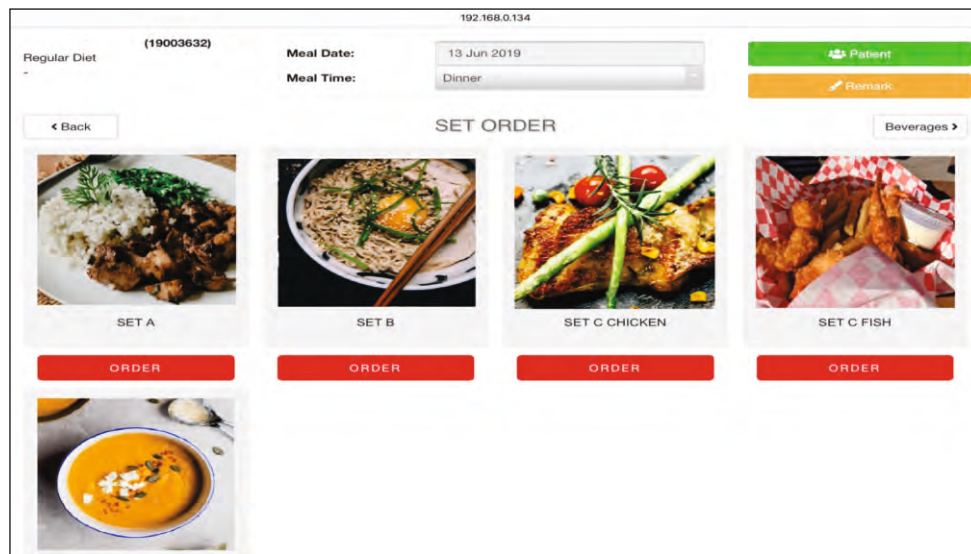 192.168.0.134
(19003632)
Regular Diet
-
Meal Date:
13 Jun 2019
Meal Time:
Dinner
Patient
Remark
Back
SET ORDER
Beverages
SET A
SET B
SET C CHICKEN
SET C FISH
ORDER
ORDER
ORDER
ORDER